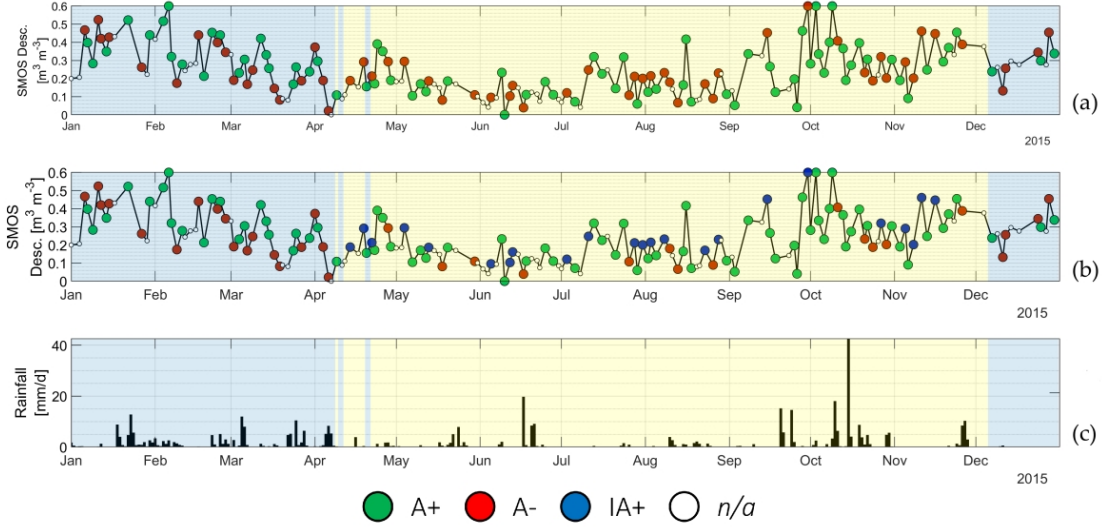 SMOS Desc.
[m³ m⁻³]
0.6
0.5
0.4
0.3
0.2
0.1
0
Jan Feb Mar Apr May Jun Jul Aug Sep Oct Nov Dec
2015
(a)
SMOS
Desc. [m³ m⁻³]
0.6
0.5
0.4
0.3
0.2
0.1
0
Jan Feb Mar Apr May Jun Jul Aug Sep Oct Nov Dec
2015
(b)
Rainfall
[mm/d]
40
20
0
Jan Feb Mar Apr May Jun Jul Aug Sep Oct Nov Dec
2015
(c)
A+ A- IA+ n/a